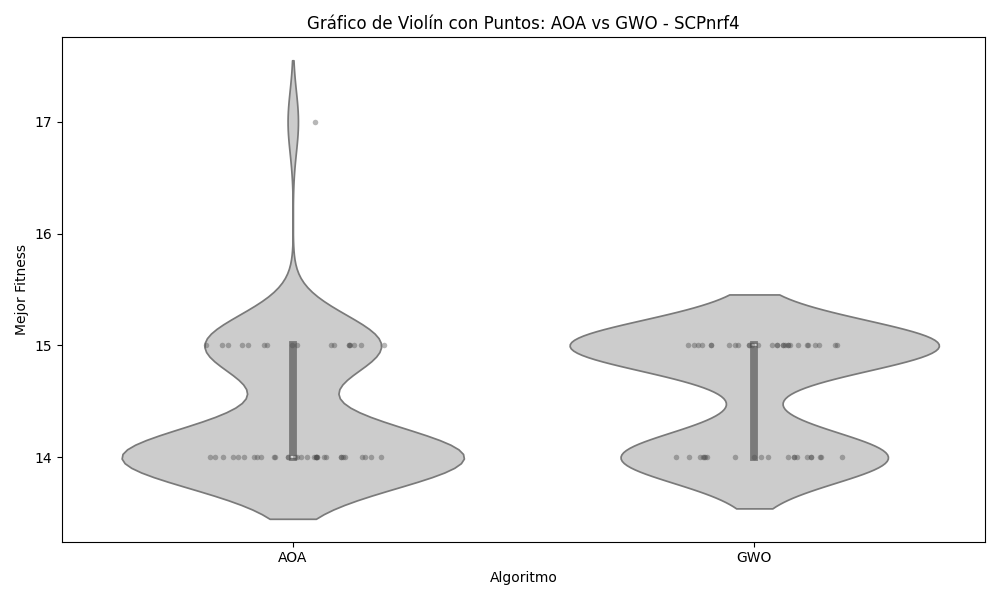 Gráfico de Violín con Puntos: AOA vs GWO - SCPnrf4
Mejor Fitness
17
16
15
14
AOA
GWO
Algoritmo